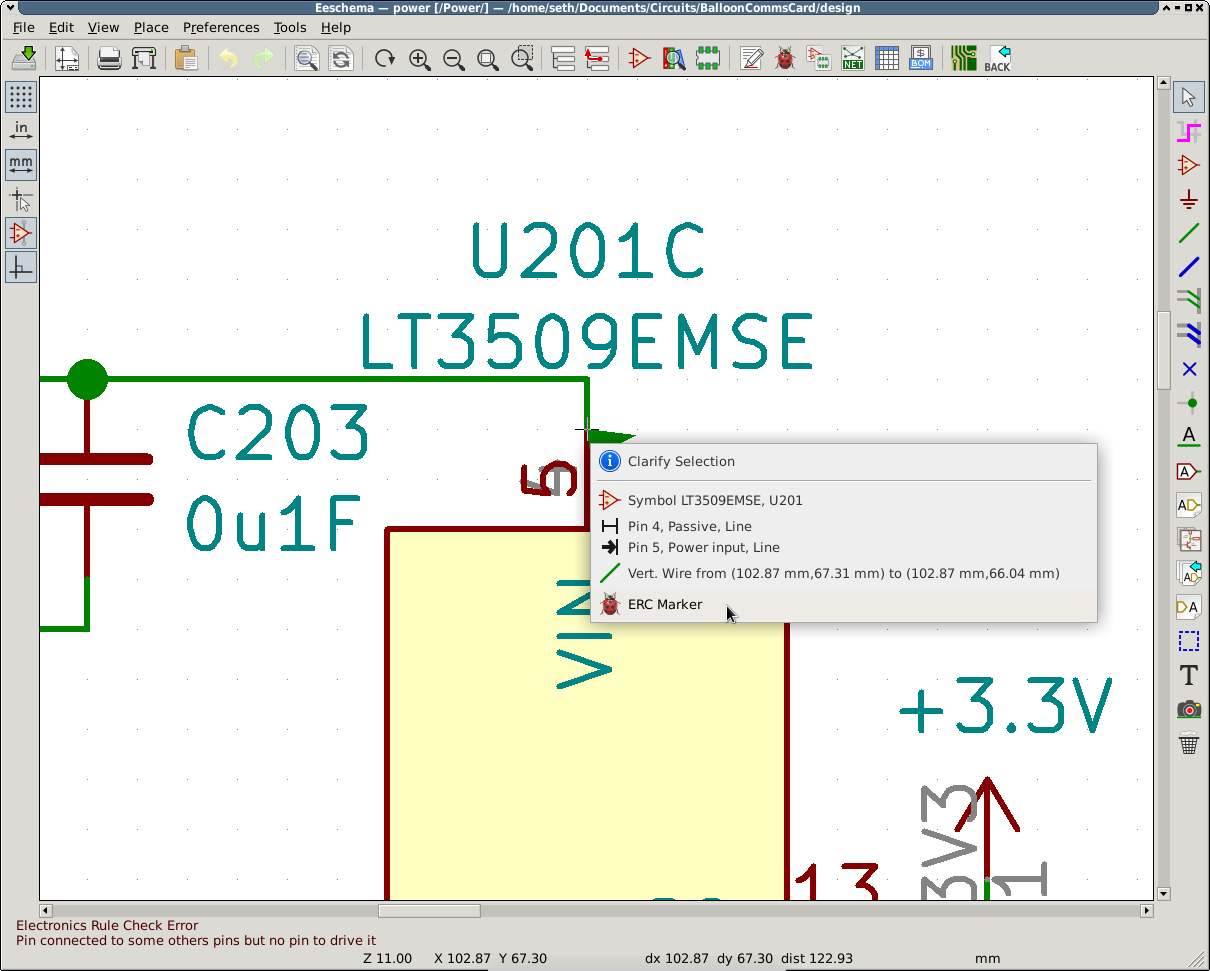 Eeschema — power [/Power/] — /home/seth/Documents/Circuits/BalloonCommsCard/design
File Edit View Place Preferences Tools Help
NET
$
BOM
BACK
in
mm
U201C
LT3509EMSE
C203
0u1F
5
Clarify Selection
Symbol LT3509EMSE, U201
Pin 4, Passive, Line
Pin 5, Power input, Line
Vert. Wire from (102.87 mm,67.31 mm) to (102.87 mm,66.04 mm)
ERC Marker
VIN
+3.3V
3V3
1
13
A
A
AD
AD
DA
T
Electronics Rule Check Error
Pin connected to some others pins but no pin to drive it
Z 11.00 X 102.87 Y 67.30 dx 102.87 dy 67.30 dist 122.93 mm